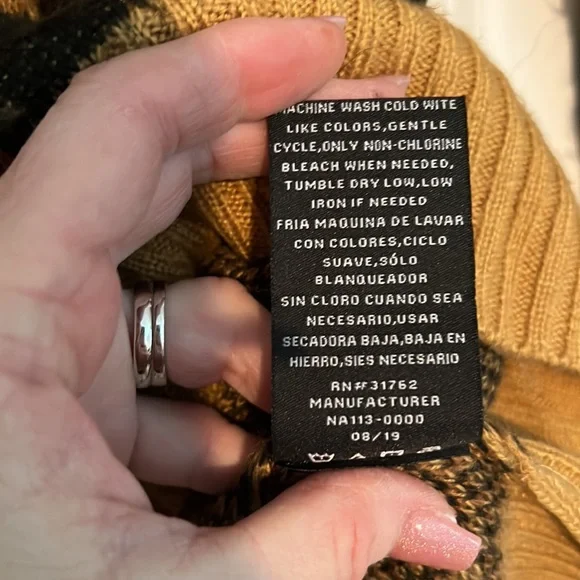 MACHINE WASH COLD WITE
LIKE COLORS,GENTLE
CYCLE,ONLY NON-CHLORINE
BLEACH WHEN NEEDED,
TUMBLE DRY LOW,LOW
IRON IF NEEDED
FRIA MAQUINA DE LAVAR
CON COLORES,CICLO
SUAVE,SÓLO
BLANQUEADOR
SIN CLORO CUANDO SEA
NECESARIO,USAR
SECADORA BAJA,BAJA EN
HIERRO,SIES NECESARIO
RN#31762
MANUFACTURER
NA113-0000
08/19